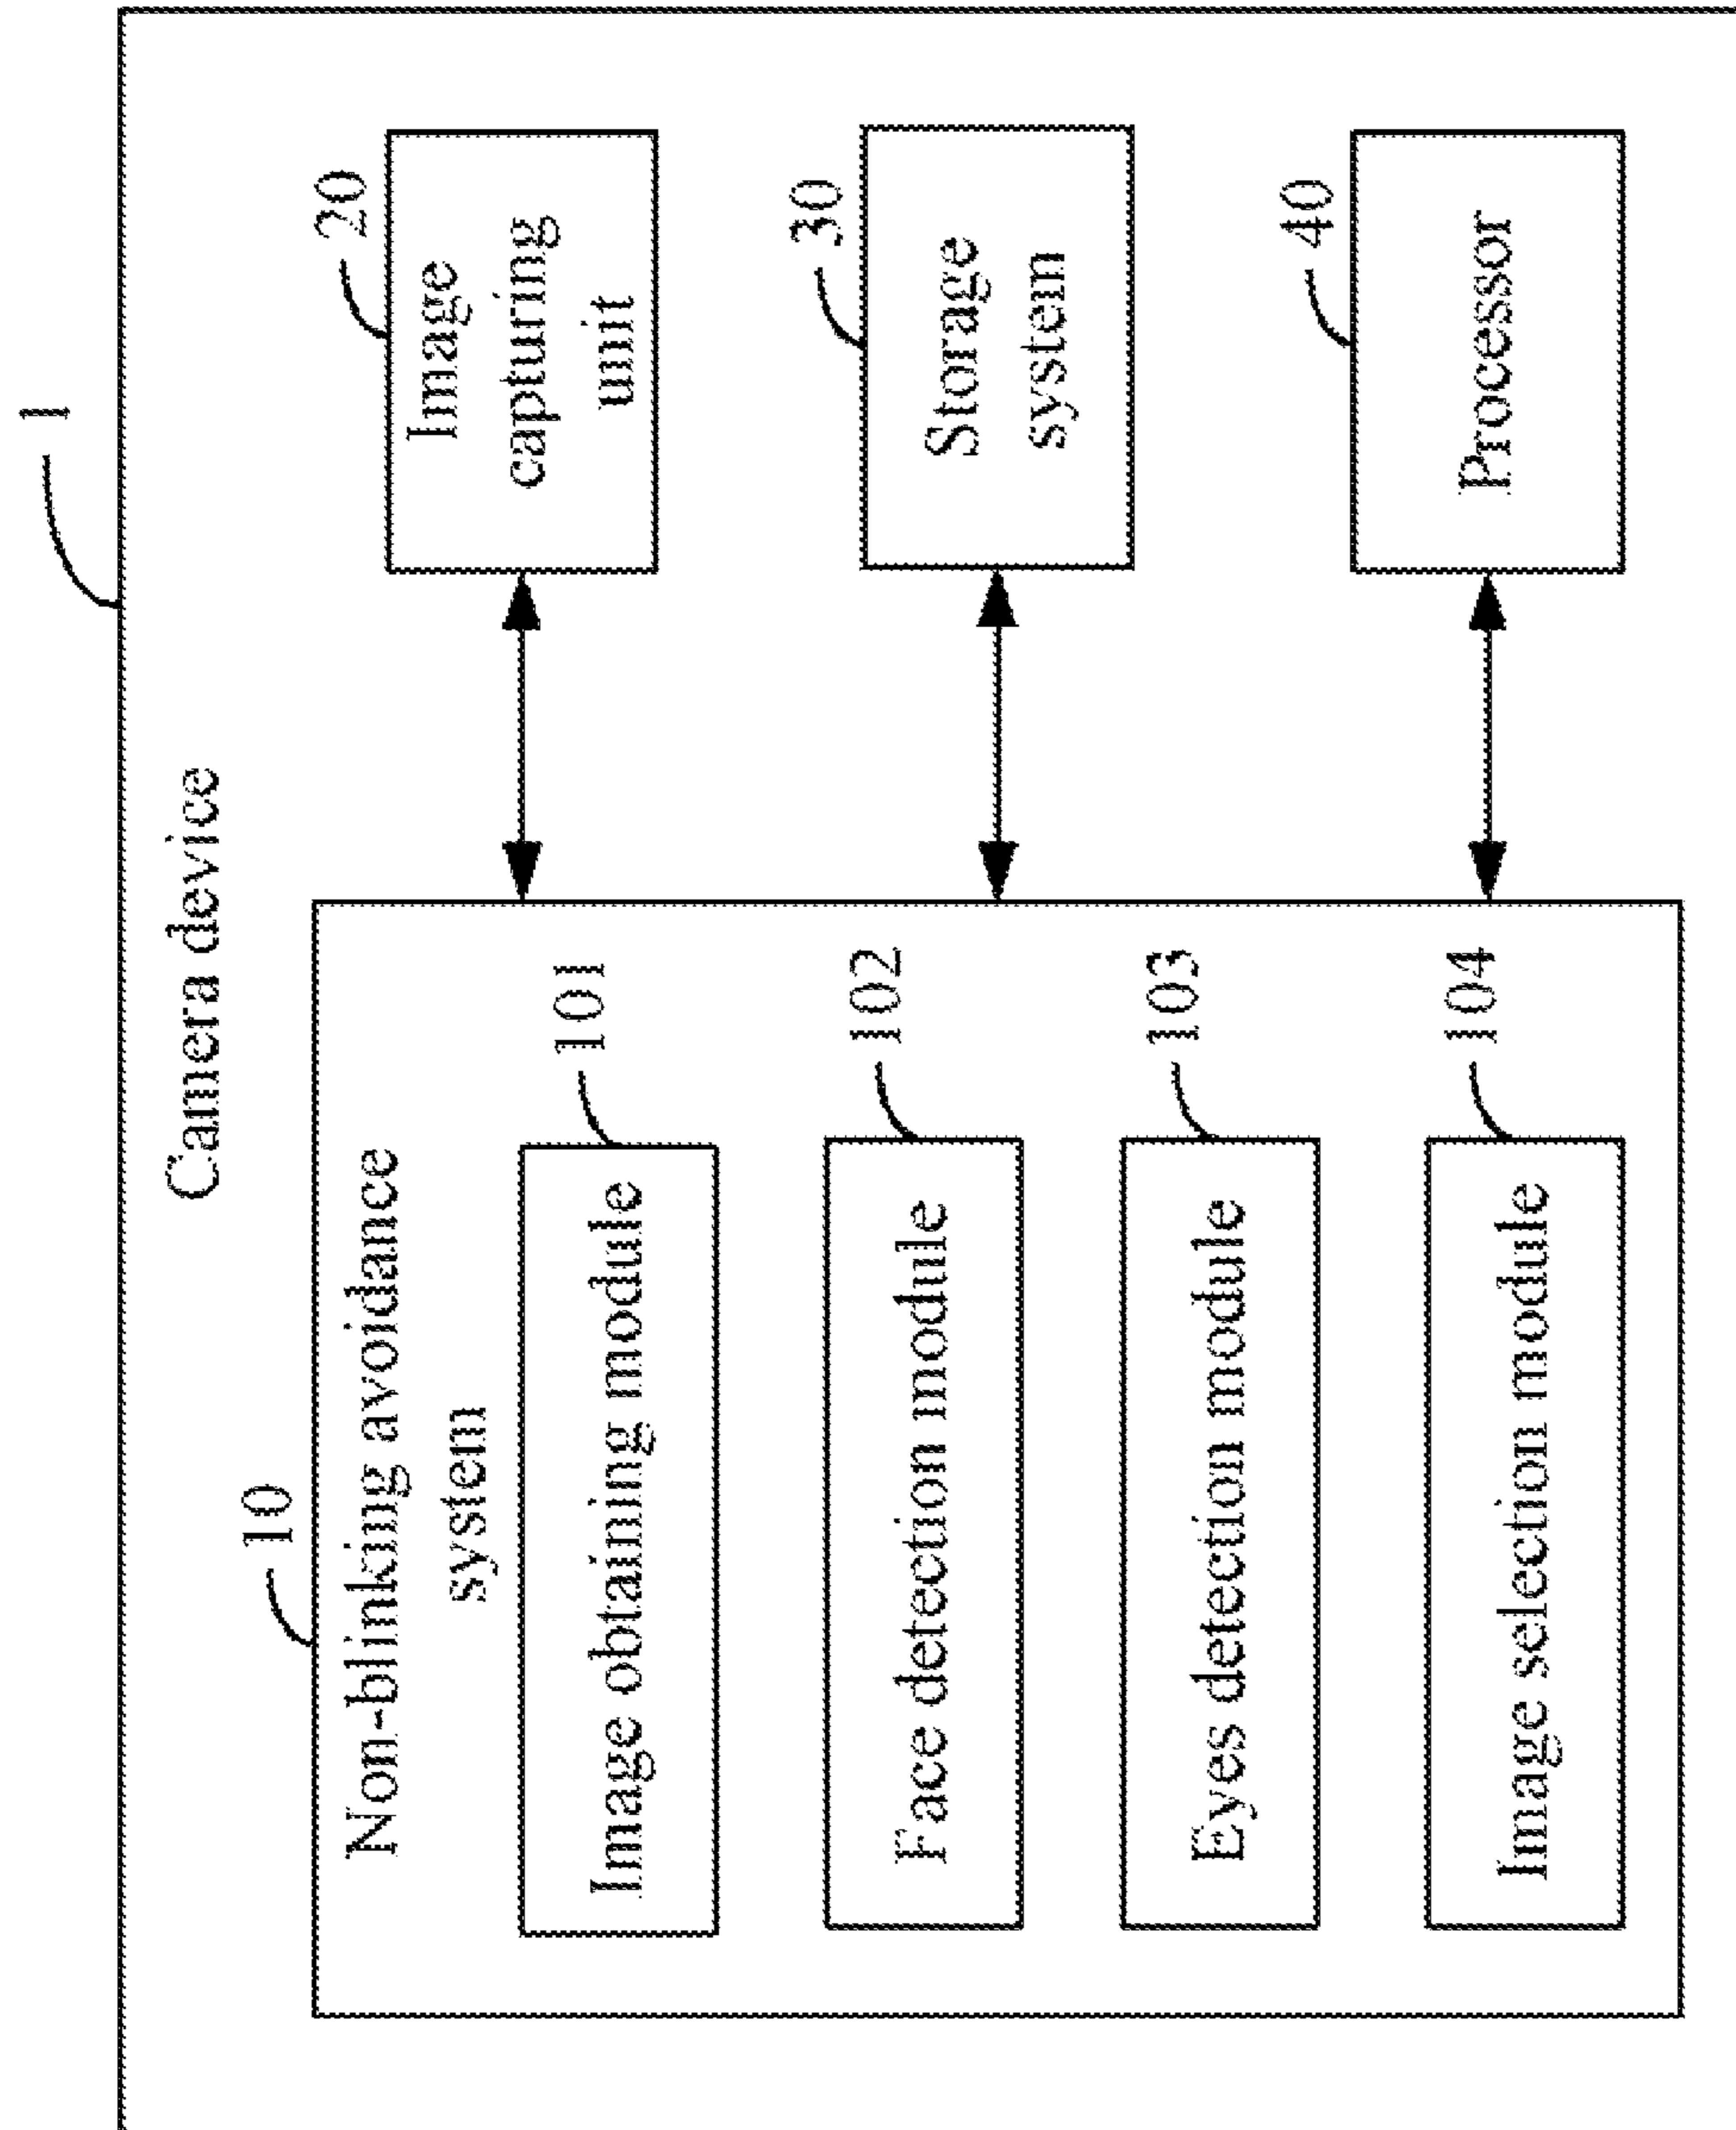 1
Camera device
10
Non-blinking avoidance
system
Image obtaining module
101
Face detection module
102
Eyes detection module
103
Image selection module
104
20
Image
capturing
unit
30
Storage
system
40
Processor